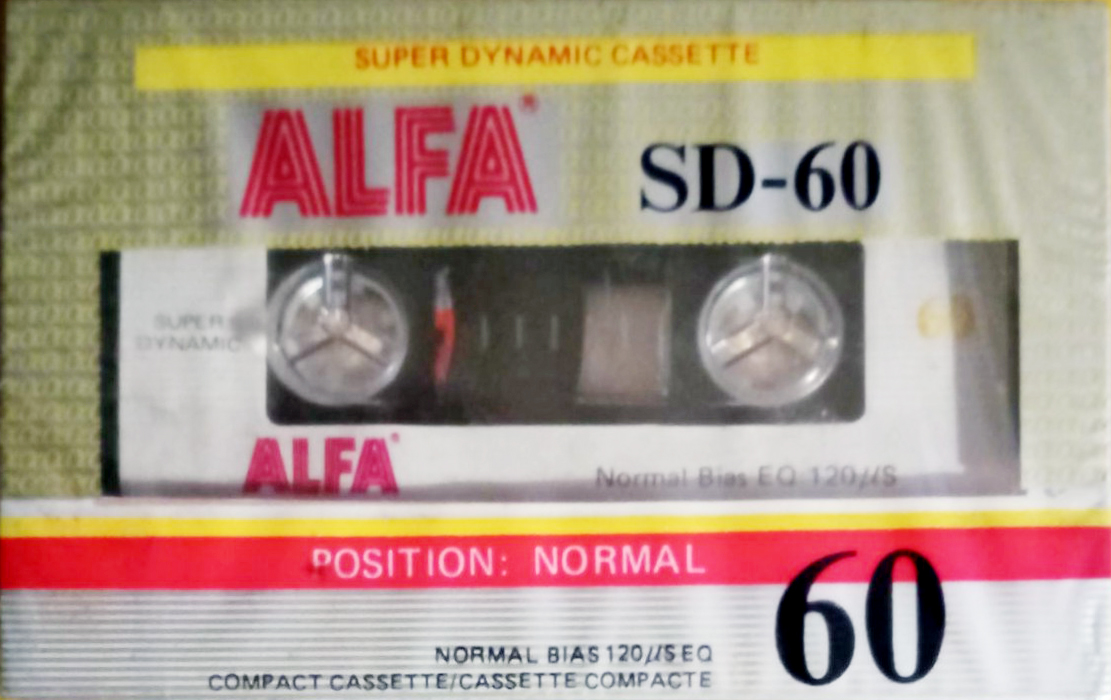 SUPER DYNAMIC CASSETTE
ALFA®
SD-60
SUPER
DYNAMIC
60
ALFA®
Normal Bias EQ 120μS
POSITION: NORMAL
60
NORMAL BIAS 120μS EQ
COMPACT CASSETTE/CASSETTE COMPACTE